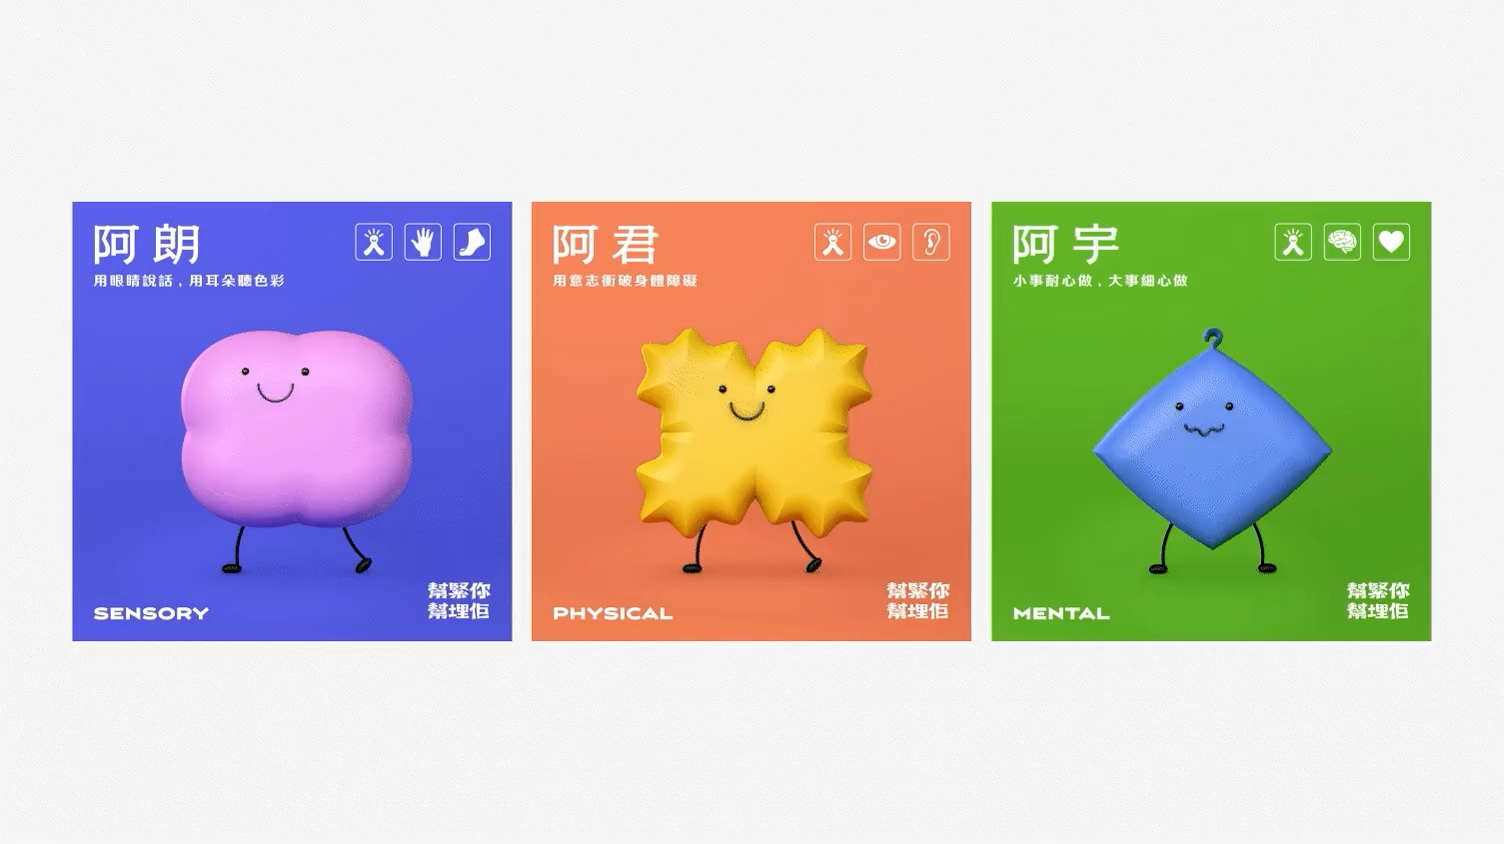 阿朗
用眼睛說話，用耳朵聽色彩
SENSORY
幫緊你
幫埋佢
阿君
用意志衝破身體障礙
PHYSICAL
幫緊你
幫埋佢
阿宇
小事耐心做，大事細心做
MENTAL
幫緊你
幫埋佢